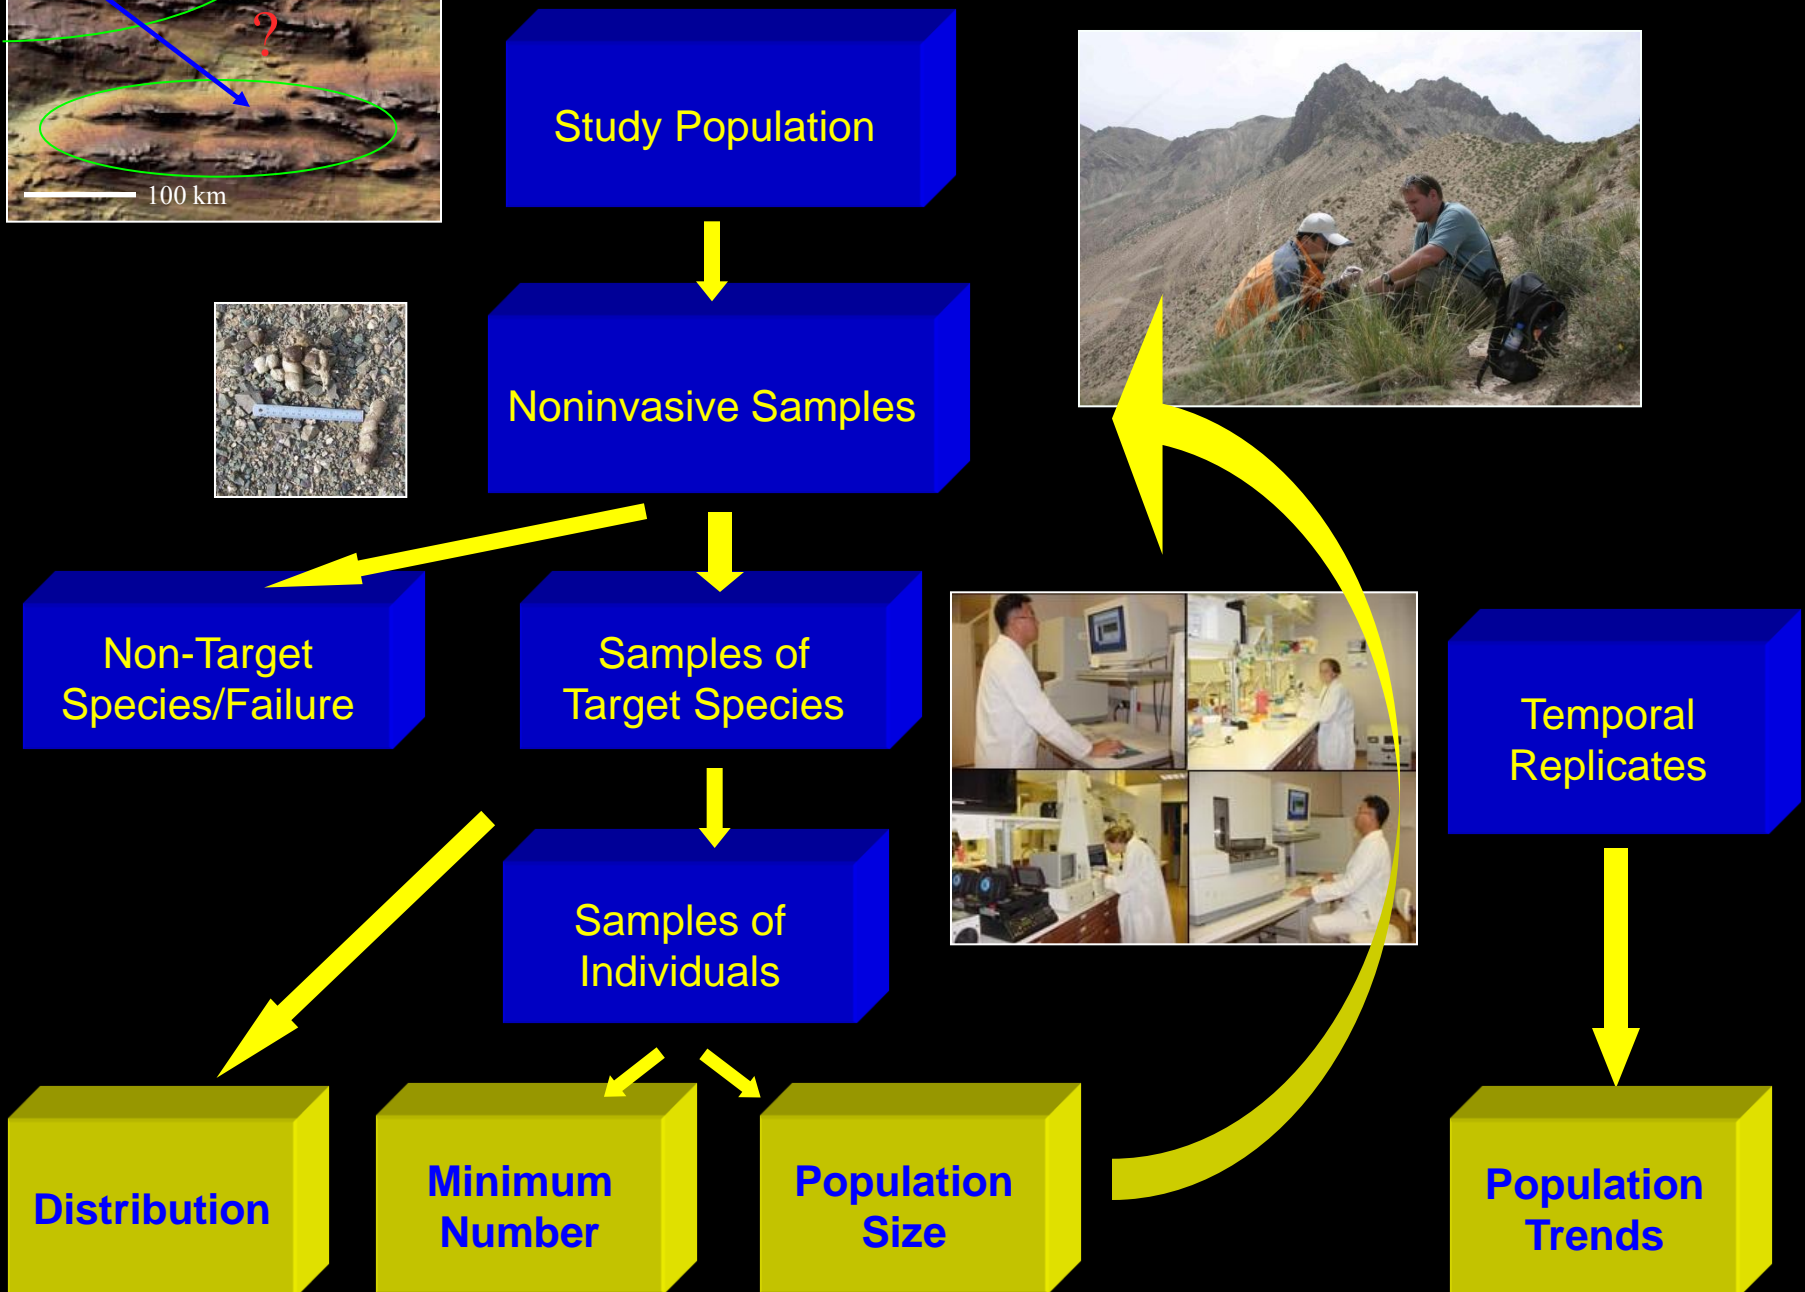 ?
100 km
Study Population
Noninvasive Samples
Non-Target
Species/Failure
Samples of
Target Species
Temporal
Replicates
Samples of
Individuals
Distribution
Minimum
Number
Population
Size
Population
Trends